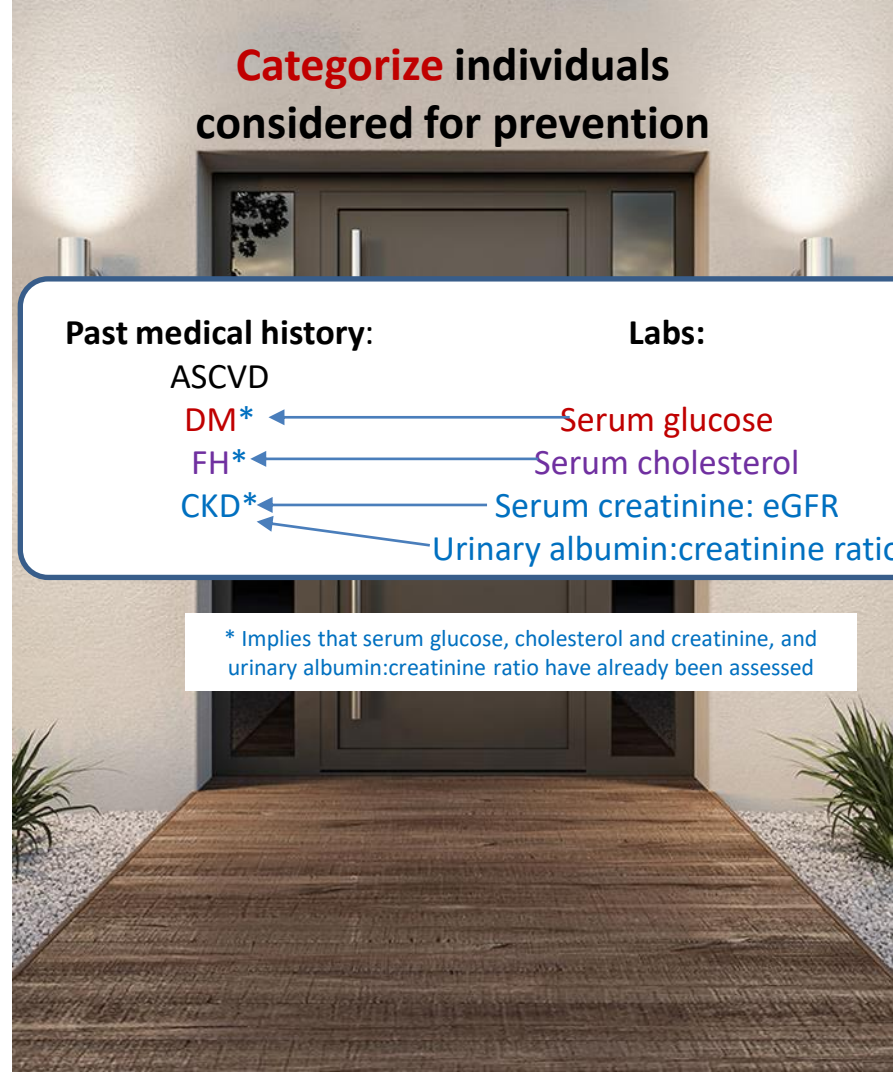 Categorize individuals
considered for prevention
Past medical history: Labs:
ASCVD
DM* Serum glucose
FH* Serum cholesterol
CKD* Serum creatinine: eGFR
Urinary albumin:creatinine ratio
* Implies that serum glucose, cholesterol and creatinine, and
urinary albumin:creatinine ratio have already been assessed